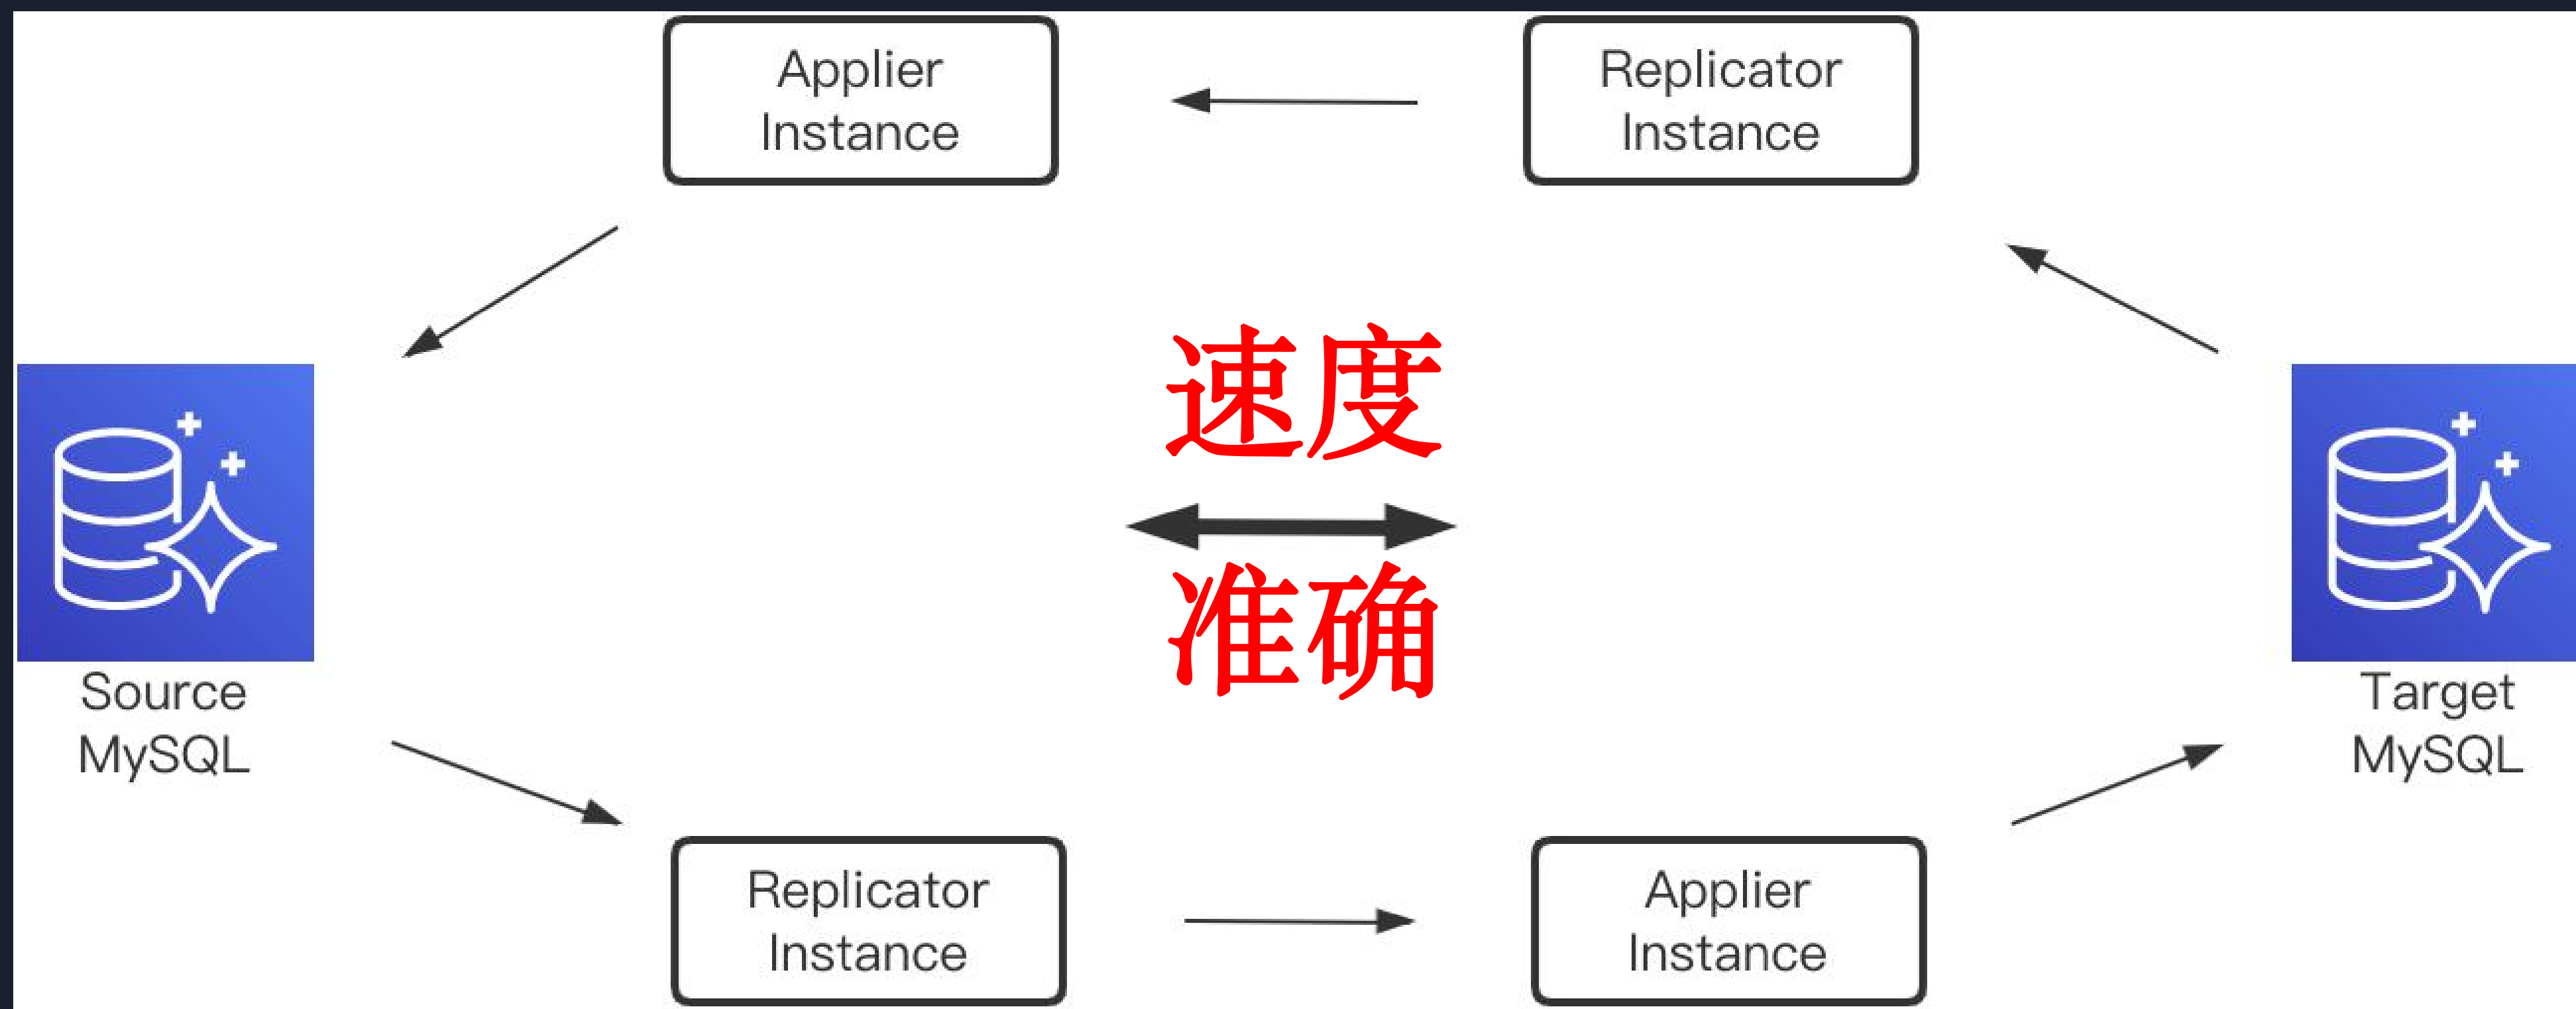 Applier
Instance
Replicator
Instance
速度
准确
Source
MySQL
Target
MySQL
Replicator
Instance
Applier
Instance